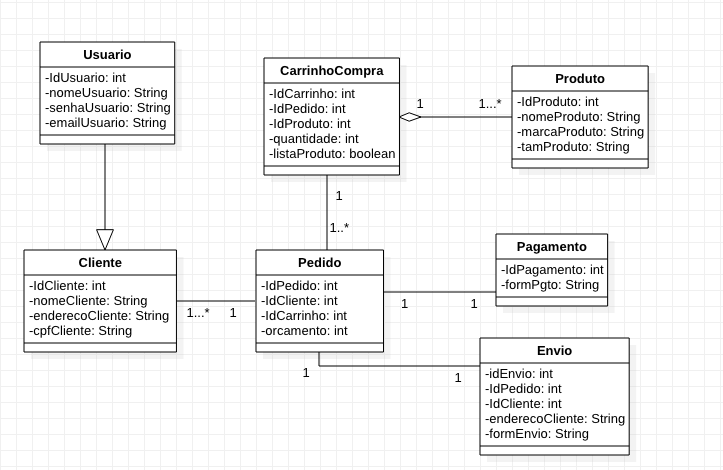 Usuario
-IdUsuario: int
-nomeUsuario: String
-senhaUsuario: String
-emailUsuario: String
CarrinhoCompra
-IdCarrinho: int
-IdPedido: int
-IdProduto: int
-quantidade: int
-listaProduto: boolean
1
1...*
Produto
-IdProduto: int
-nomeProduto: String
-marcaProduto: String
-tamProduto: String
1
1..*
Cliente
-IdCliente: int
-nomeCliente: String
-enderecoCliente: String
-cpfCliente: String
1...*
1
Pedido
-IdPedido: int
-IdCliente: int
-IdCarrinho: int
-orcamento: int
1
1
Pagamento
-IdPagamento: int
-formPgto: String
1
1
Envio
-idEnvio: int
-IdPedido: int
-IdCliente: int
-enderecoCliente: String
-formEnvio: String